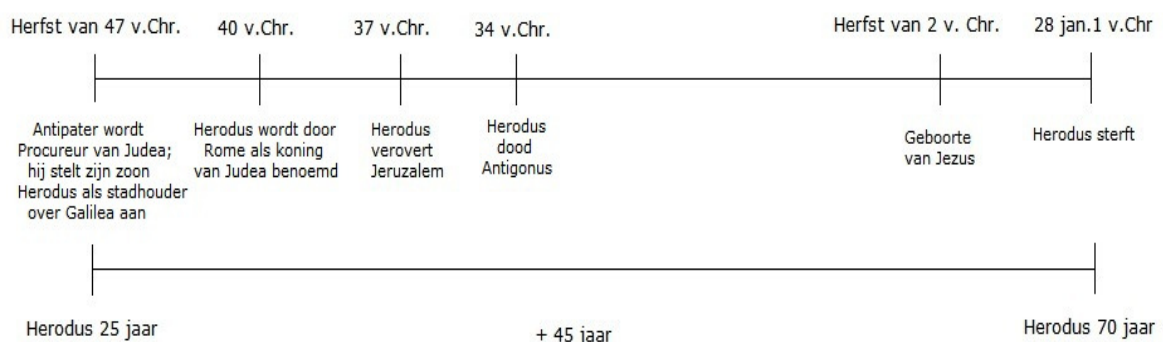 Herfst van 47 v.Chr.
40 v.Chr.
37 v.Chr.
34 v.Chr.
Herfst van 2 v. Chr.
28 jan.1 v.Chr
Antipater wordt
Procureur van Judea;
hij stelt zijn zoon
Herodus als stadhouder
over Galilea aan
Herodus wordt door
Rome als koning
van Judea benoemd
Herodus
verovert
Jeruzalem
Herodus
dood
Antigonus
Geboorte
van Jezus
Herodus sterft
Herodus 25 jaar
+ 45 jaar
Herodus 70 jaar